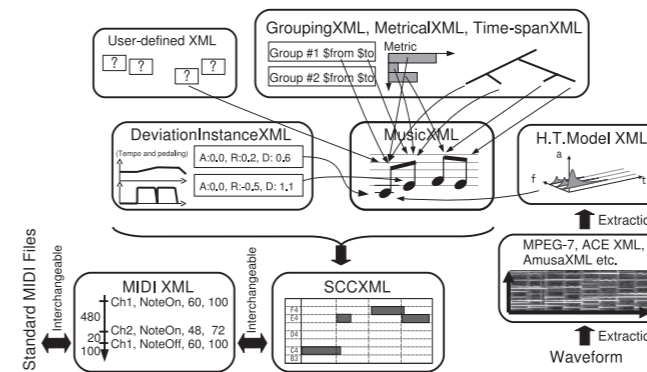 GroupingXML, MetricalXML, Time-spanXML
User-defined XML
?
?
?
?
Group #1 $from $to
Group #2 $from $to
Metric
DeviationInstanceXML
(Tempo and pedaling)
A:0.0, R:0.2, D: 0.6
A:0.0, R:-0.5, D: 1.1
MusicXML
H.T.Model XML
a
f
t
Extraction
MPEG-7, ACE XML,
AmusaXML etc.
Extraction
Waveform
Standard MIDI Files
Interchangeable
MIDI XML
Ch1, NoteOn, 60, 100
480
Ch2, NoteOn, 48, 72
20
Ch1, NoteOff, 60, 100
100
Interchangeable
SCCXML
F4
E4
D4
C4
B3